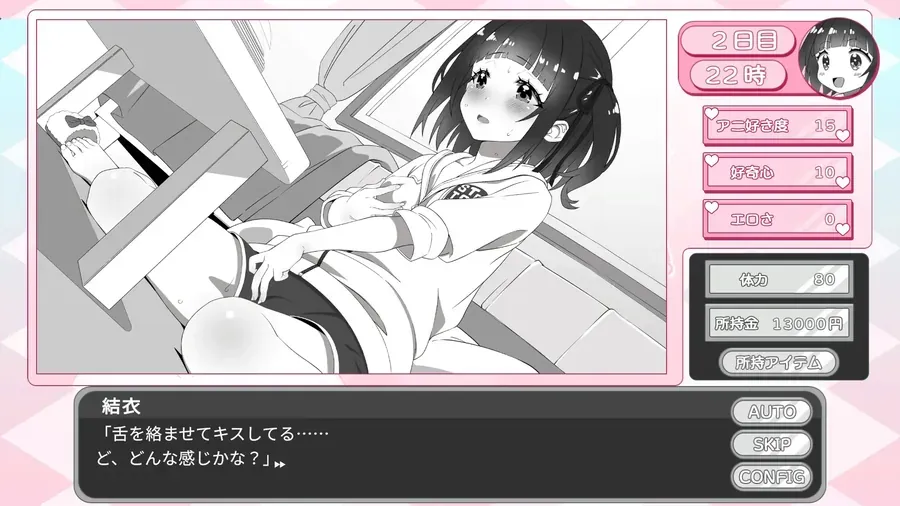 2日目
22時
アニ好き度 15
好奇心 10
エロさ 0
体力 80
所持金 13000円
所持アイテム
結衣
「舌を絡ませてキスしてる……
ど、どんな感じかな?」
AUTO
SKIP
CONFIG